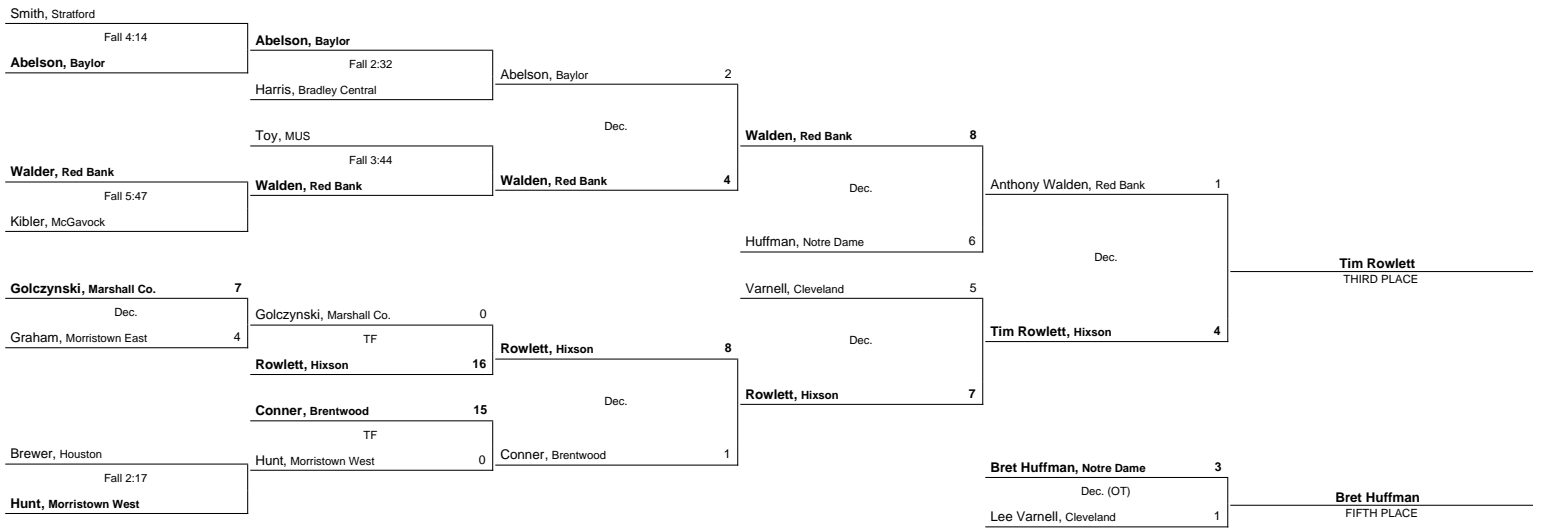 Smith, Stratford
Fall 4:14
Abelson, Baylor
Walder, Red Bank
Fall 5:47
Kibler, McGavock
Golczynski, Marshall Co. 7
Dec.
Graham, Morristown East 4
Brewer, Houston
Fall 2:17
Hunt, Morristown West
Abelson, Baylor
Fall 2:32
Harris, Bradley Central
Toy, MUS
Fall 3:44
Walden, Red Bank
Golczynski, Marshall Co. 0
TF
Rowlett, Hixson 16
Conner, Brentwood 15
TF
Hunt, Morristown West 0
Abelson, Baylor 2
Dec.
Walden, Red Bank 4
Rowlett, Hixson 8
Dec.
Conner, Brentwood 1
Walden, Red Bank 8
Dec.
Huffman, Notre Dame 6
Varnell, Cleveland 5
Dec.
Rowlett, Hixson 7
Anthony Walden, Red Bank 1
Dec.
Tim Rowlett, Hixson 4
Tim Rowlett
THIRD PLACE
Bret Huffman, Notre Dame 3
Dec. (OT)
Lee Varnell, Cleveland 1
Bret Huffman
FIFTH PLACE